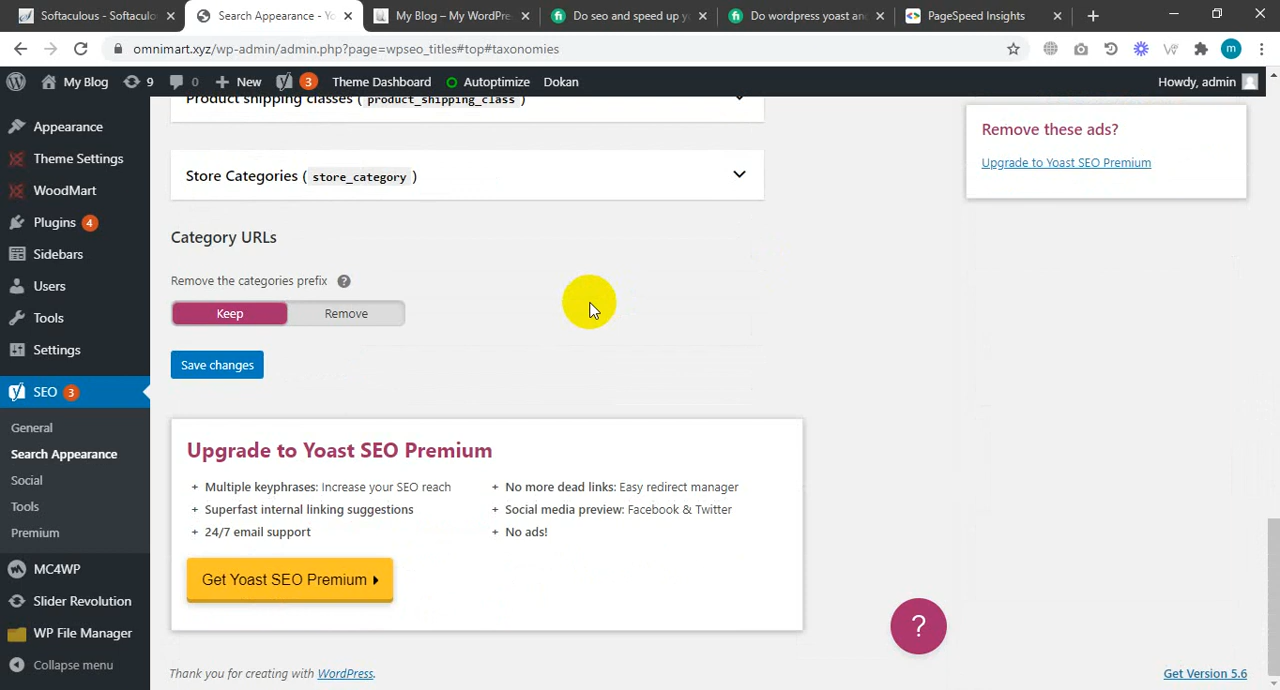 Softaculous - Softaculo
Search Appearance - Yo
My Blog – My WordPre
Do seo and speed up y
Do wordpress yoast an
PageSpeed Insights
omnimart.xyz/wp-admin/admin.php?page=wpseo_titles#top#taxonomies
m
My Blog
9
0
New
3
Theme Dashboard
Autoptimize
Dokan
Howdy, admin
Appearance
Theme Settings
WoodMart
Plugins 4
Sidebars
Users
Tools
Settings
SEO 3
General
Search Appearance
Social
Tools
Premium
MC4WP
Slider Revolution
WP File Manager
Collapse menu
Product shipping classes ( product_shipping_class )
Store Categories ( store_category )
Category URLs
Remove the categories prefix ?
Keep
Remove
Save changes
Upgrade to Yoast SEO Premium
+ Multiple keyphrases: Increase your SEO reach
+ Superfast internal linking suggestions
+ 24/7 email support
+ No more dead links: Easy redirect manager
+ Social media preview: Facebook & Twitter
+ No ads!
Get Yoast SEO Premium
Remove these ads?
Upgrade to Yoast SEO Premium
?
Thank you for creating with WordPress.
Get Version 5.6